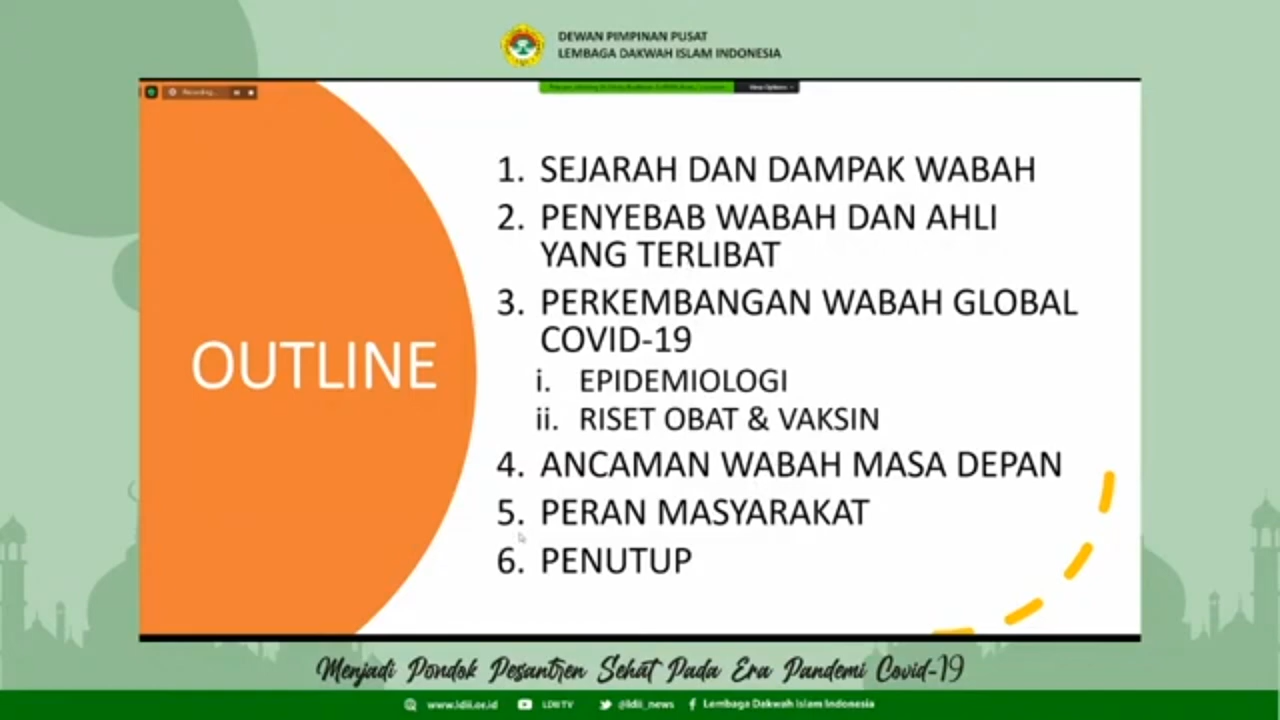 DEWAN PIMPINAN PUSAT
LEMBAGA DAKWAH ISLAM INDONESIA
Recording...
View Options
OUTLINE
1. SEJARAH DAN DAMPAK WABAH
2. PENYEBAB WABAH DAN AHLI
YANG TERLIBAT
3. PERKEMBANGAN WABAH GLOBAL
COVID-19
i. EPIDEMIOLOGI
ii. RISET OBAT & VAKSIN
4. ANCAMAN WABAH MASA DEPAN
5. PERAN MASYARAKAT
6. PENUTUP
Menjadi Pondok Pesantren Sehat Pada Era Pandemi Covid-19
www.ldii.or.id LDII TV @ldii_news Lembaga Dakwah Islam Indonesia